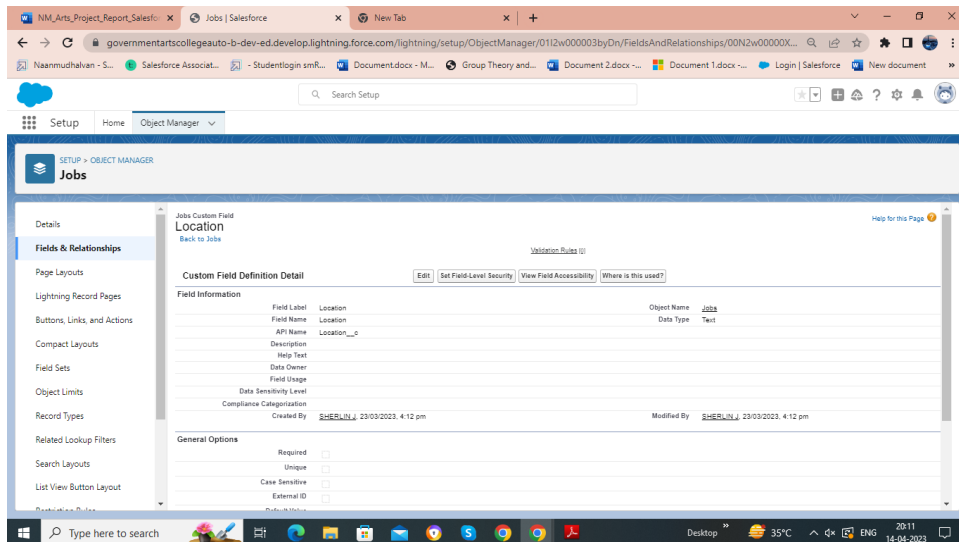 NM_Arts_Project_Report_Salesfor
Jobs | Salesforce
New Tab
governmentartscollegeauto-b-dev-ed.develop.lightning.force.com/lightning/setup/ObjectManager/01I2w000003byDn/FieldsAndRelationships/00N2w00000X...
Naanmudhalvan - S...
Salesforce Associat...
- Studentlogin smR...
Document.docx - M...
Group Theory and...
Document 2.docx -...
Document 1.docx -...
Login | Salesforce
New document
Search Setup
Setup
Home
Object Manager
SETUP > OBJECT MANAGER
Jobs
Details
Fields & Relationships
Page Layouts
Lightning Record Pages
Buttons, Links, and Actions
Compact Layouts
Field Sets
Object Limits
Record Types
Related Lookup Filters
Search Layouts
List View Button Layout
Restriction Rules
Jobs Custom Field
Location
Back to Jobs
Help for this Page
Validation Rules [0]
Custom Field Definition Detail
Edit
Set Field-Level Security
View Field Accessibility
Where is this used?
Field Information
Field Label Location
Object Name Jobs
Field Name Location
Data Type Text
API Name Location__c
Description
Help Text
Data Owner
Field Usage
Data Sensitivity Level
Compliance Categorization
Created By SHERLIN J, 23/03/2023, 4:12 pm
Modified By SHERLIN J, 23/03/2023, 4:12 pm
General Options
Required
Unique
Case Sensitive
External ID
Default Value
Type here to search
Desktop
35°C
ENG
20:11
14-04-2023